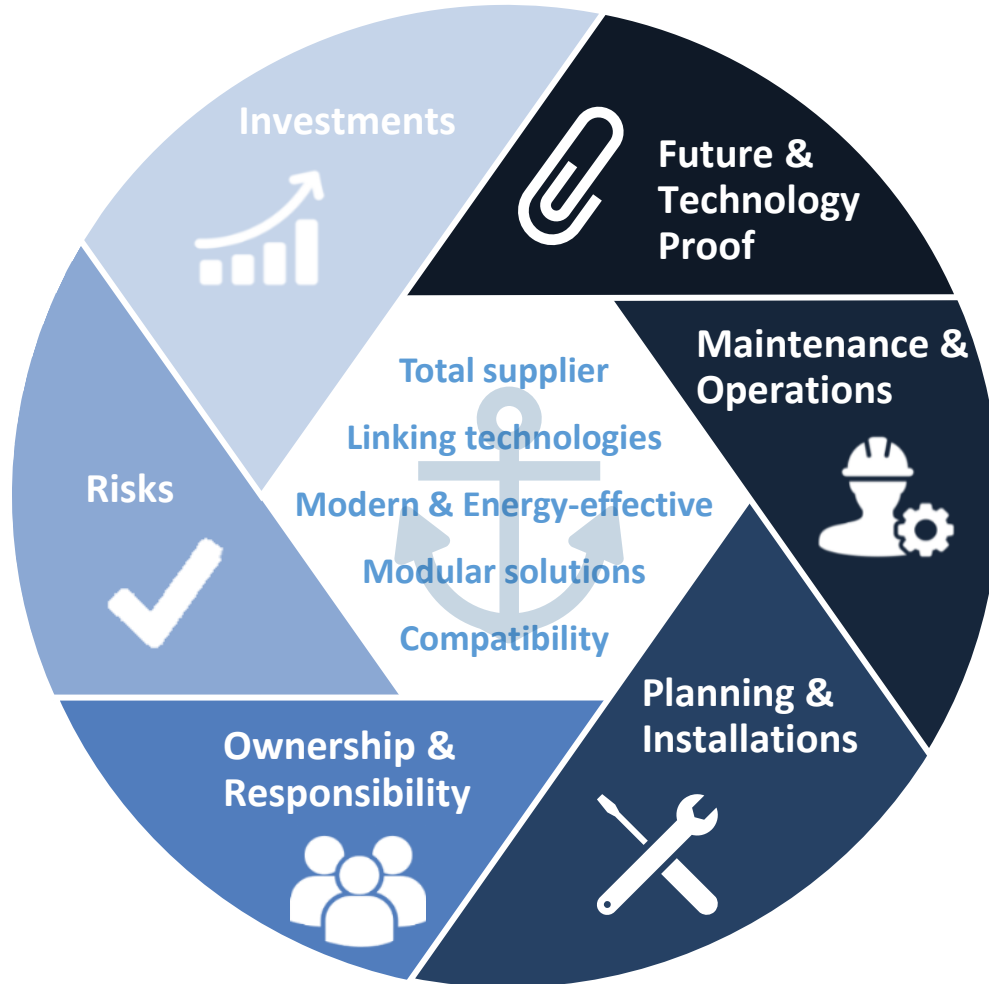 Investments
Future &
Technology
Proof
Maintenance &
Operations
Total supplier
Linking technologies
Modern & Energy-effective
Modular solutions
Compatibility
Risks
Planning &
Installations
Ownership &
Responsibility